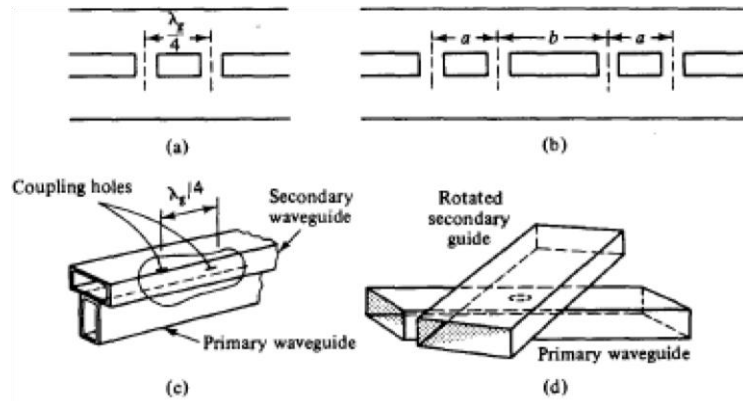 λg
4
a
b
a
(a)
(b)
Coupling holes
λg|4
Secondary
waveguide
Primary waveguide
(c)
Rotated
secondary
guide
Primary waveguide
(d)